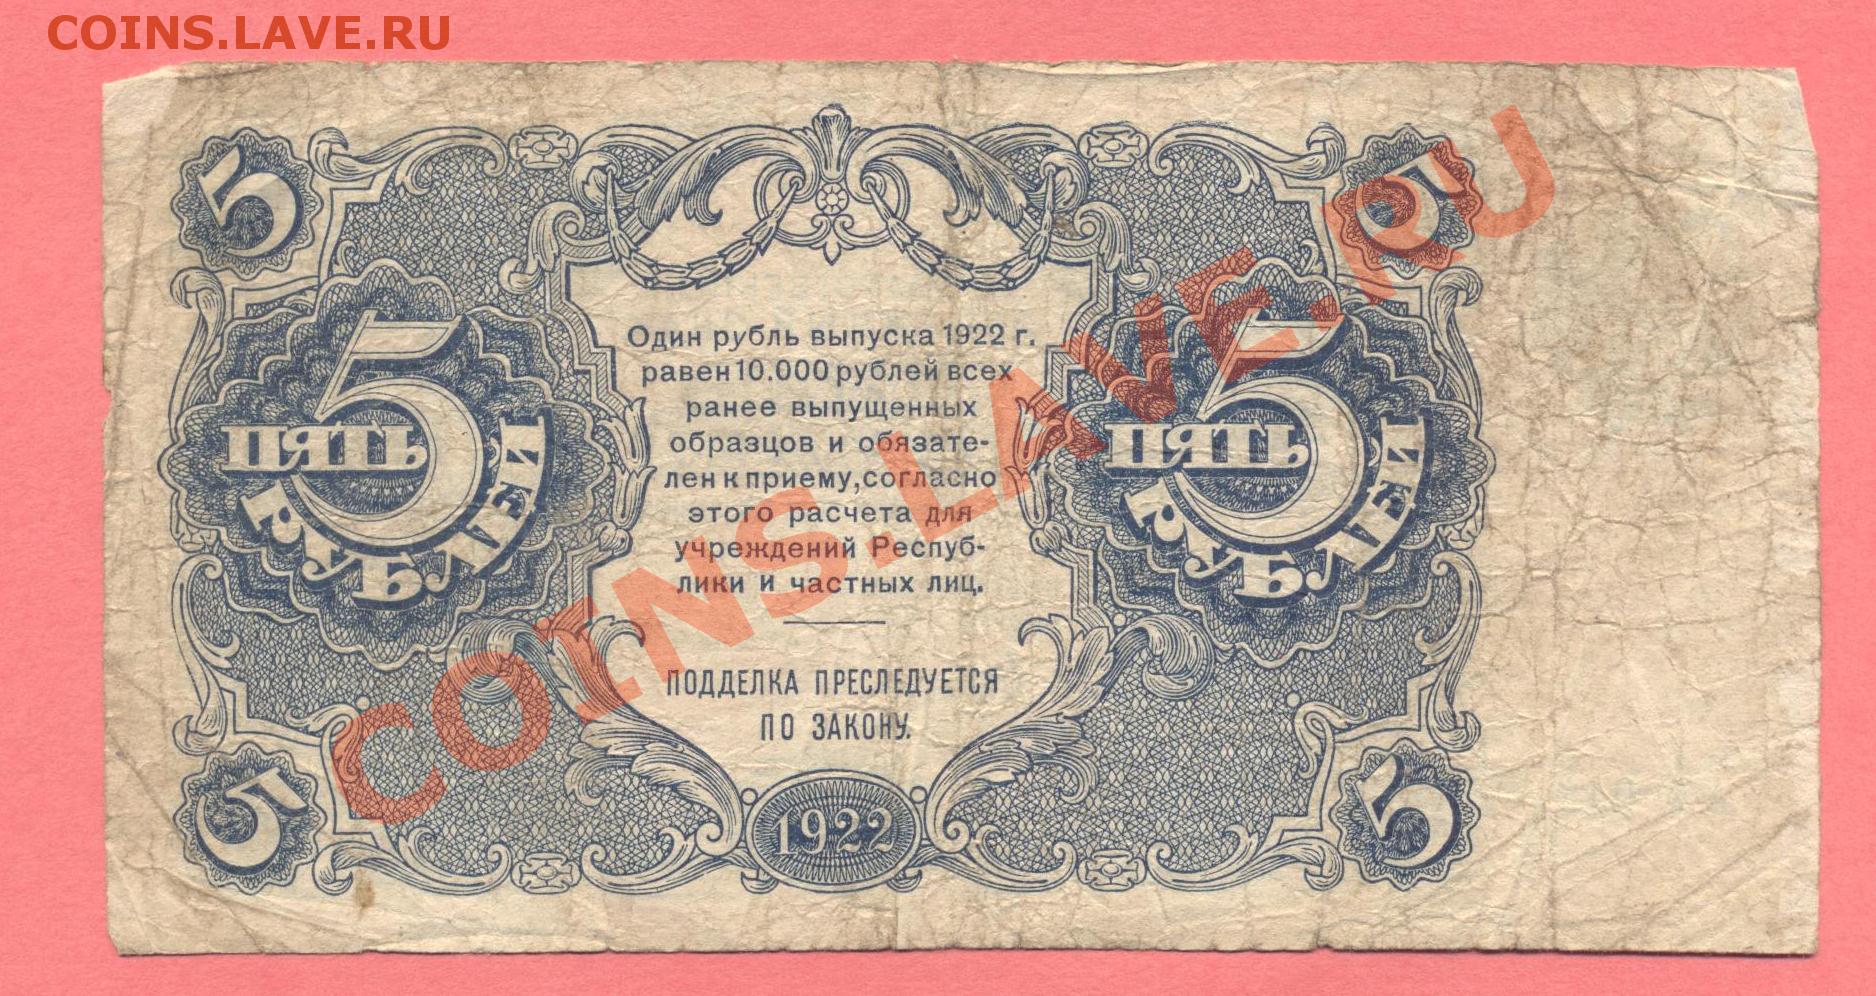 COINS.LAVE.RU
5
5
5
ПЯТЬ
РУБЛЕЙ
Один рубль выпуска 1922 г.
равен 10.000 рублей всех
ранее выпущенных
образцов и обязате-
лен к приему, согласно
этого расчета для
учреждений Респуб-
лики и частных лиц.
5
ПЯТЬ
РУБЛЕЙ
ПОДДЕЛКА ПРЕСЛЕДУЕТСЯ
ПО ЗАКОНУ.
5
1922
5
COINS.LAVE.RU